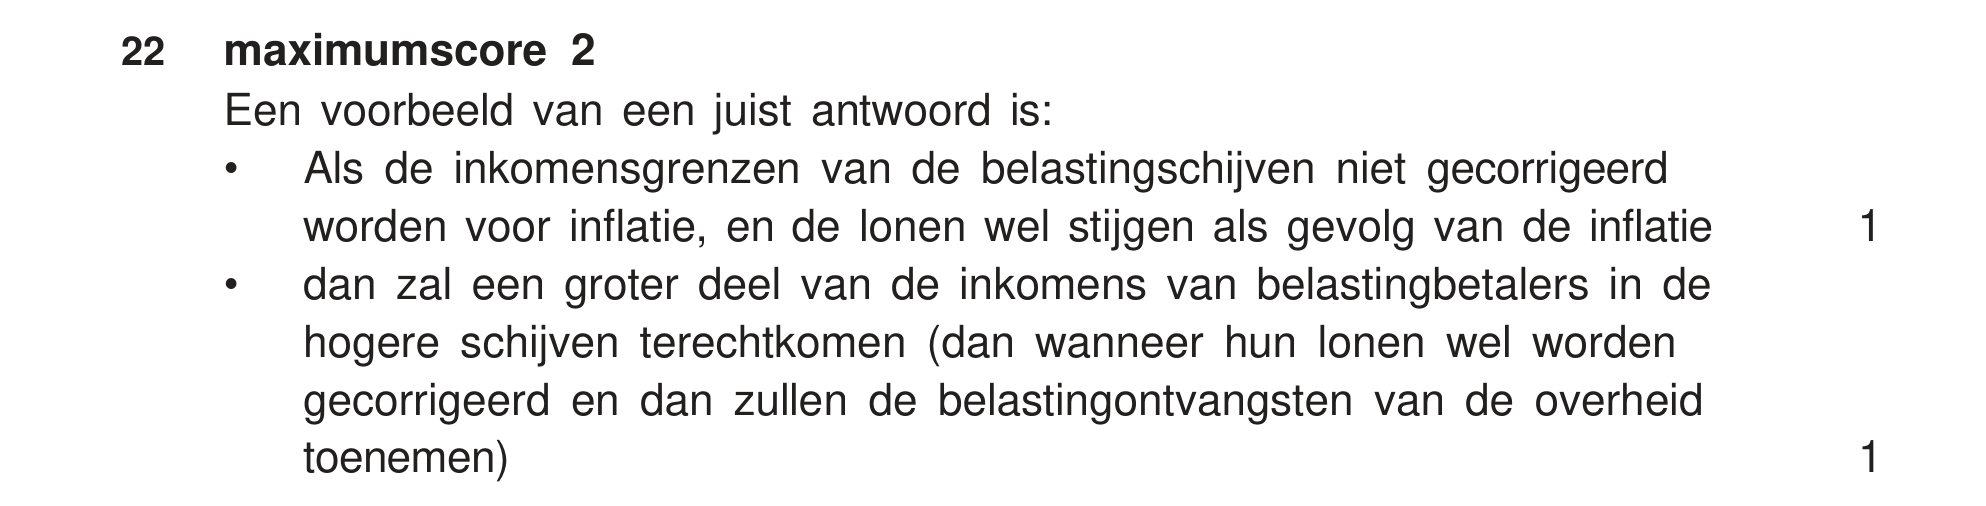 22 maximumscore 2
Een voorbeeld van een juist antwoord is:
• Als de inkomensgrenzen van de belastingschijven niet gecorrigeerd
worden voor inflatie, en de lonen wel stijgen als gevolg van de inflatie 1
• dan zal een groter deel van de inkomens van belastingbetalers in de
hogere schijven terechtkomen (dan wanneer hun lonen wel worden
gecorrigeerd en dan zullen de belastingontvangsten van de overheid
toenemen) 1